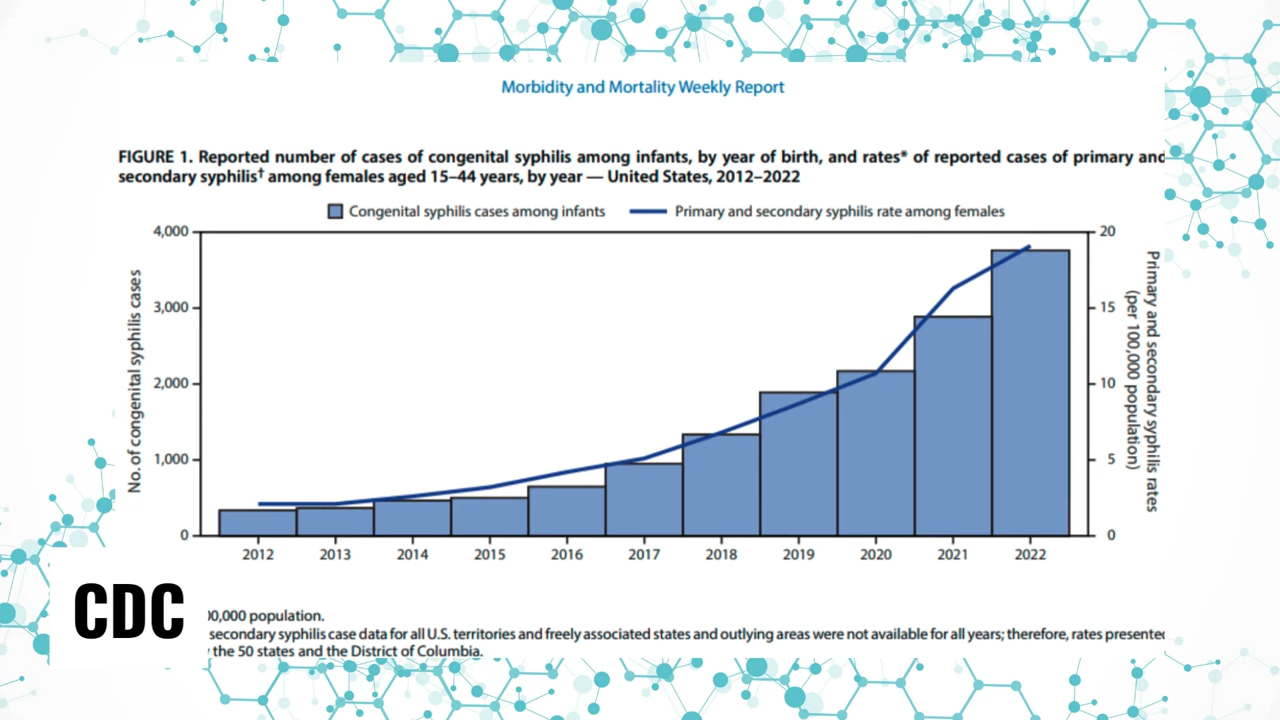 Morbidity and Mortality Weekly Report
FIGURE 1. Reported number of cases of congenital syphilis among infants, by year of birth, and rates* of reported cases of primary and
secondary syphilis† among females aged 15–44 years, by year — United States, 2012–2022
Congenital syphilis cases among infants
Primary and secondary syphilis rate among females
No. of congenital syphilis cases
4,000
3,000
2,000
1,000
0
20
15
10
5
0
Primary and secondary syphilis rates
(per 100,000 population)
2012 2013 2014 2015 2016 2017 2018 2019 2020 2021 2022
CDC
00,000 population.
secondary syphilis case data for all U.S. territories and freely associated states and outlying areas were not available for all years; therefore, rates presented
the 50 states and the District of Columbia.